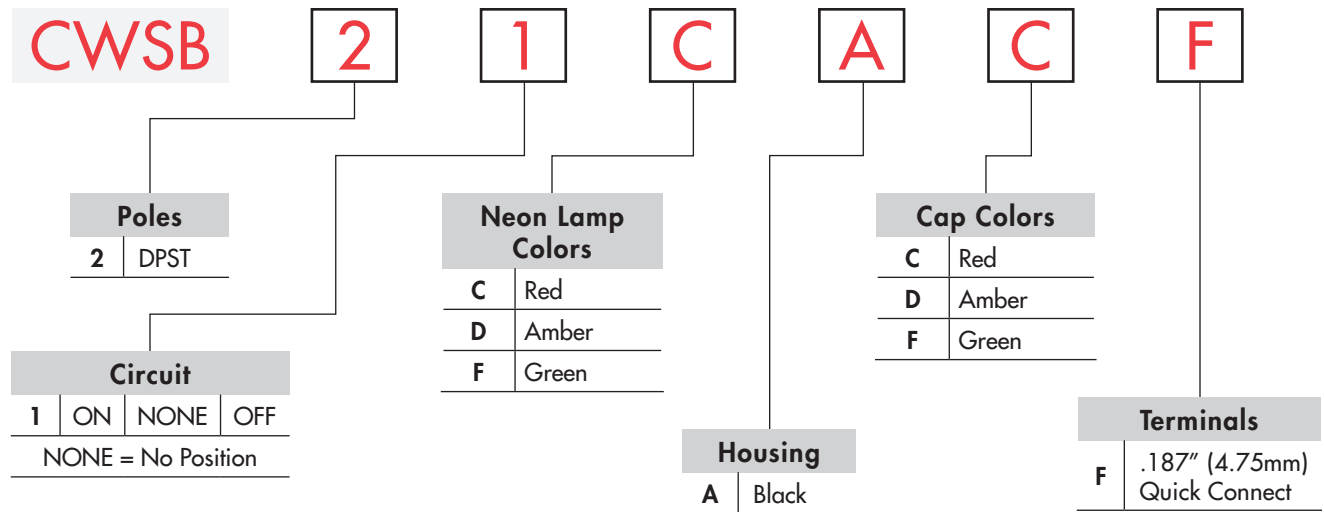 CWSB 2 1 C A C F
Poles
2 DPST
Circuit
1 ON NONE OFF
NONE = No Position
Neon Lamp
Colors
C Red
D Amber
F Green
Housing
A Black
Cap Colors
C Red
D Amber
F Green
Terminals
F .187” (4.75mm)
Quick Connect